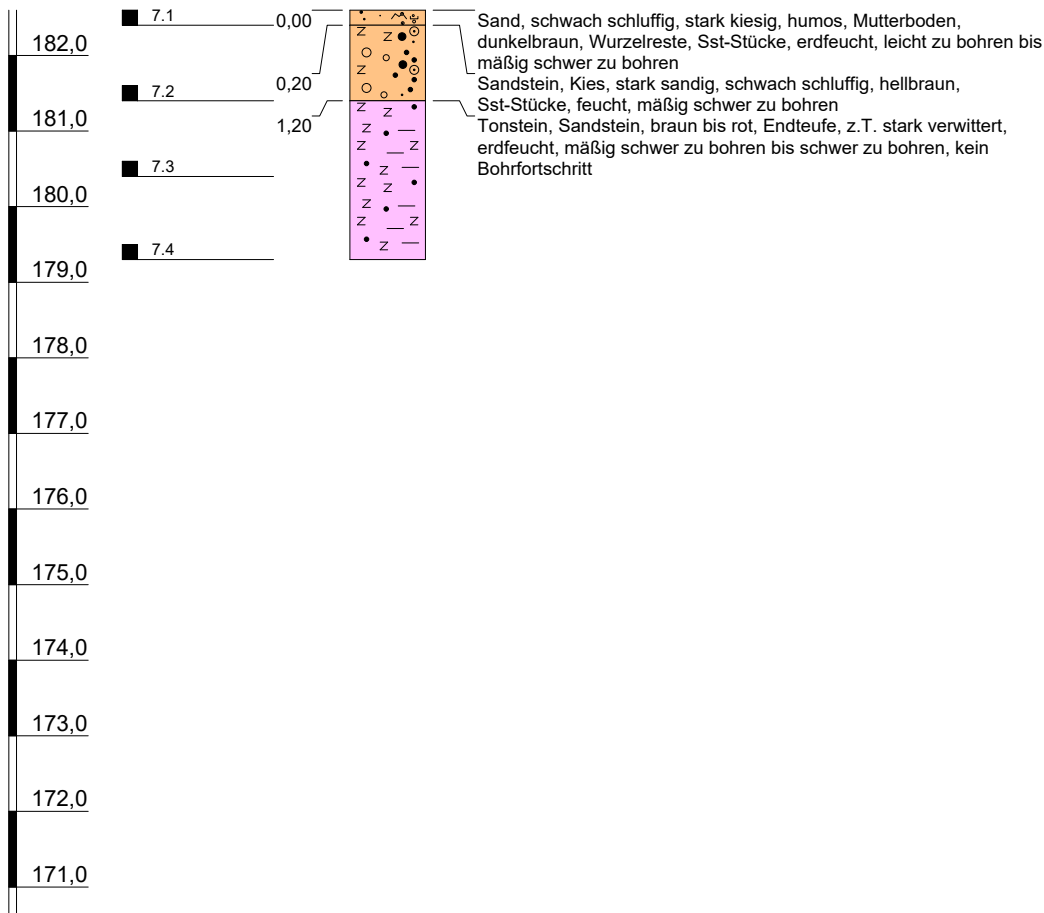 7.1
0,00
Sand, schwach schluffig, stark kiesig, humos, Mutterboden,
182,0
dunkelbraun, Wurzelreste, Sst-Stücke, erdfeucht, leicht zu bohren bis
mäßig schwer zu bohren
7.2
0,20
Sandstein, Kies, stark sandig, schwach schluffig, hellbraun,
Sst-Stücke, feucht, mäßig schwer zu bohren
181,0
1,20
Tonstein, Sandstein, braun bis rot, Endteufe, z.T. stark verwittert,
erdfeucht, mäßig schwer zu bohren bis schwer zu bohren, kein
Bohrfortschritt
7.3
180,0
7.4
179,0
178,0
177,0
176,0
175,0
174,0
173,0
172,0
171,0